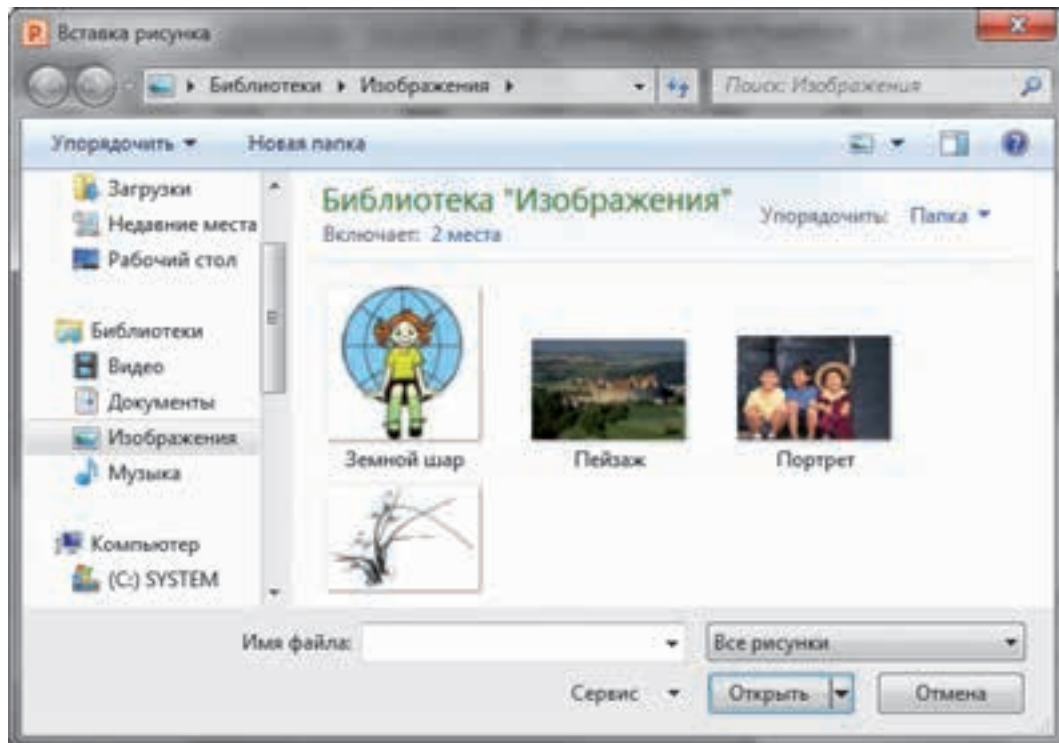 Вставка рисунка
Библиотеки Изображения
Поиск: Изображения
Упорядочить Новая папка
Загрузки
Недавние места
Рабочий стол
Библиотеки
Видео
Документы
Изображения
Музыка
Компьютер
(C:) SYSTEM
Библиотека "Изображения"
Включает: 2 места
Упорядочить: Папка
Земной шар
Пейзаж
Портрет
Имя файла:
Все рисунки
Сервис
Открыть
Отмена